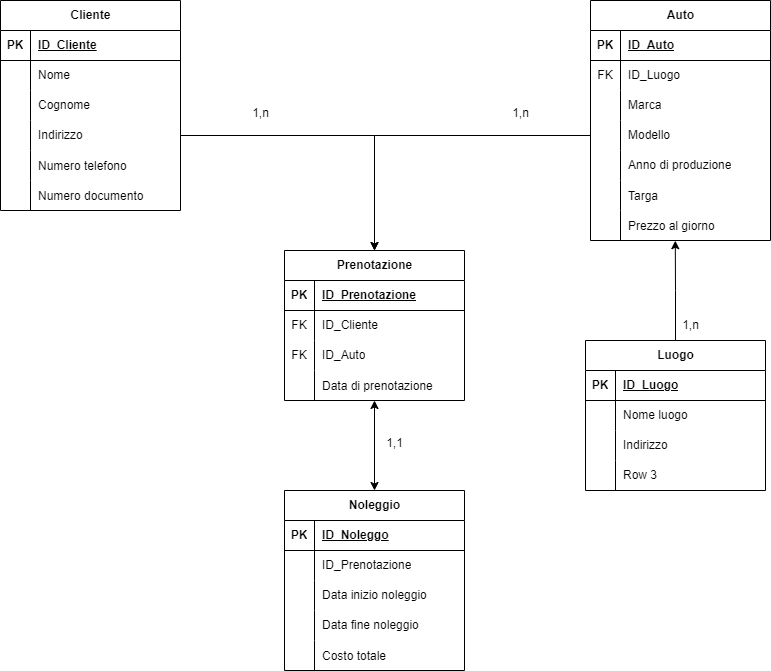 Cliente
PK ID_Cliente
Nome
Cognome
Indirizzo
Numero telefono
Numero documento
1,n
1,n
Auto
PK ID_Auto
FK ID_Luogo
Marca
Modello
Anno di produzione
Targa
Prezzo al giorno
Prenotazione
PK ID_Prenotazione
FK ID_Cliente
FK ID_Auto
Data di prenotazione
1,n
Luogo
PK ID_Luogo
Nome luogo
Indirizzo
Row 3
1,1
Noleggio
PK ID_Noleggo
ID_Prenotazione
Data inizio noleggio
Data fine noleggio
Costo totale